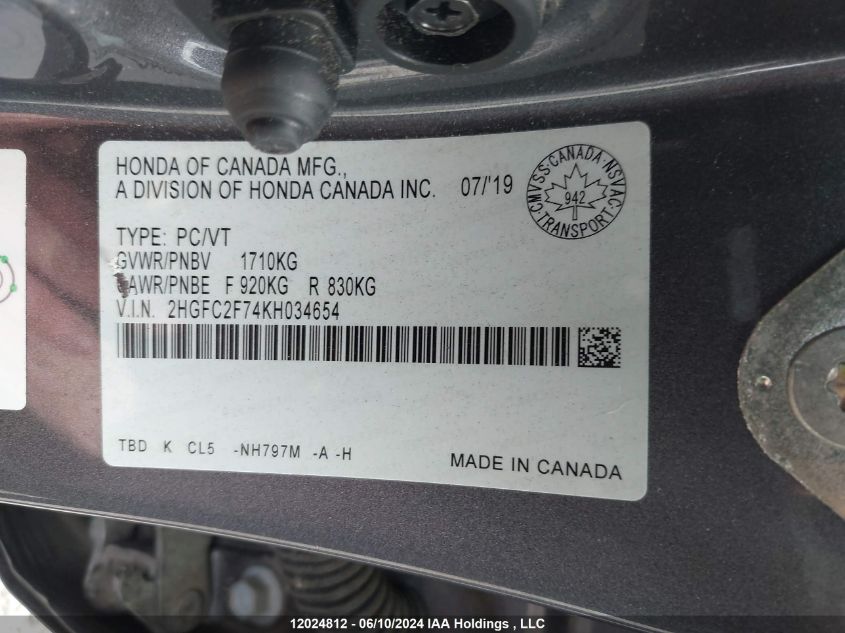 HONDA OF CANADA MFG.,
A DIVISION OF HONDA CANADA INC. 07/'19
CMVSS·CANADA·NSVAC·TRANSPORT·
942
TYPE: PC/VT
GVWR/PNBV 1710KG
GAWR/PNBE F 920KG R 830KG
V.I.N. 2HGFC2F74KH034654
TBD K CL5 -NH797M -A -H
MADE IN CANADA
12024812 - 06/10/2024 IAA Holdings , LLC